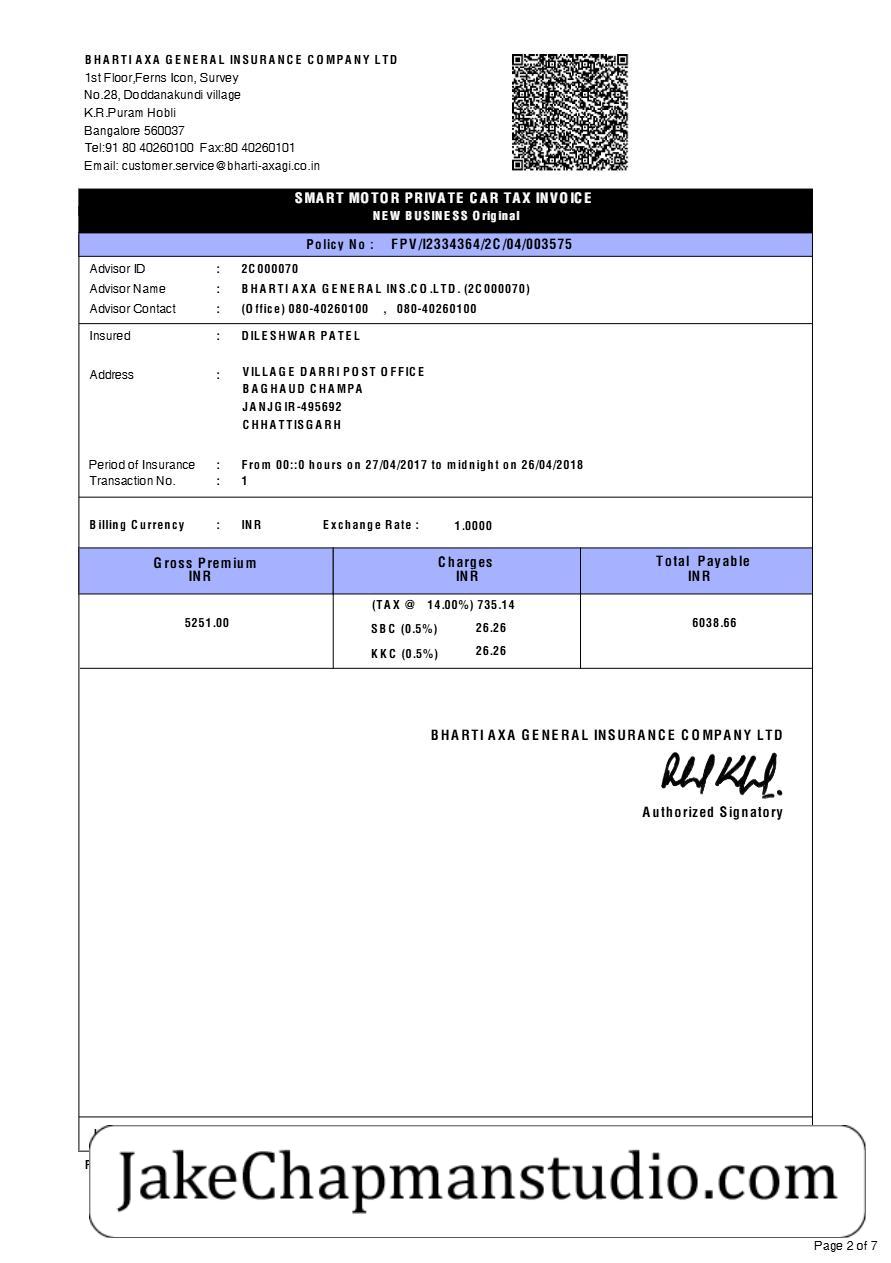 BHARTI AXA GENERAL INSURANCE COMPANY LTD
1st Floor,Ferns Icon, Survey
No.28, Doddanakundi village
K.R.Puram Hobli
Bangalore 560037
Tel:91 80 40260100 Fax:80 40260101
Email: customer.service@bharti-axagi.co.in
SMART MOTOR PRIVATE CAR TAX INVOICE
NEW BUSINESS Original
Policy No : FPV/I2334364/2C/04/003575
Advisor ID : 2C000070
Advisor Name : BHARTI AXA GENERAL INS.CO.LTD. (2C000070)
Advisor Contact : (Office) 080-40260100 , 080-40260100
Insured : DILESHWAR PATEL
Address : VILLAGE DARRI POST OFFICE
BAGHAUD CHAMPA
JANJGIR-495692
CHHATTISGARH
Period of Insurance : From 00::0 hours on 27/04/2017 to midnight on 26/04/2018
Transaction No. : 1
Billing Currency : INR Exchange Rate : 1.0000
Gross Premium Charges Total Payable
INR INR INR
5251.00 (TAX @ 14.00%) 735.14 6038.66
SBC (0.5%) 26.26
KKC (0.5%) 26.26
BHARTI AXA GENERAL INSURANCE COMPANY LTD
Authorized Signatory
JakeChapmanstudio.com
Page 2 of 7